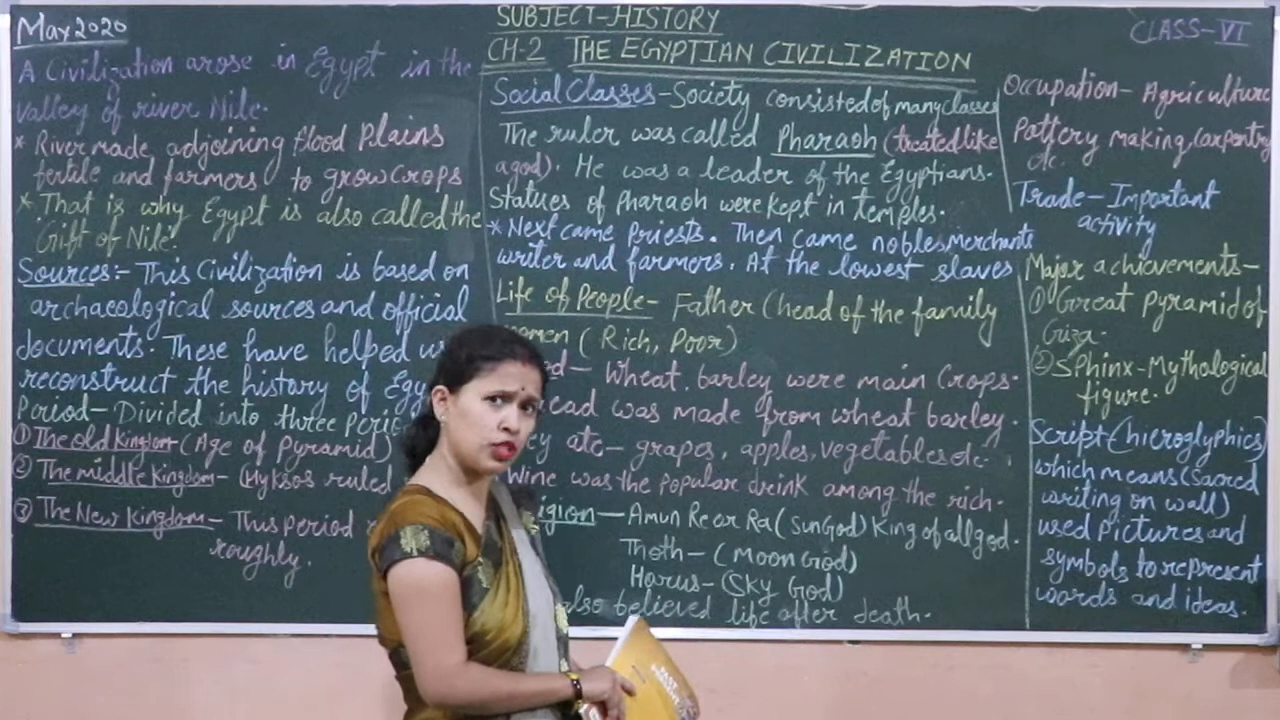 May 2020
SUBJECT-HISTORY
CLASS-VI
CH-2 THE EGYPTIAN CIVILIZATION
A Civilization arose in Egypt in the
valley of river Nile.
* River made adjoining flood plains
fertile and farmers to grow crops
* That is why Egypt is also called the
Gift of Nile.
Sources:- This Civilization is based on
archaeological sources and official
documents. These have helped
reconstruct the history of
Period- Divided into three
① The old Kingdom- (Age of Pyramid)
② The middle Kingdom- (Hyksos ruled
③ The New Kingdom- This period
roughly.
Social Classes- Society consisted of many classes
The ruler was called Pharaoh (treated like
a god). He was a leader of the Egyptians.
Statues of Pharaoh were kept in temples.
* Next came Priests. Then came nobles, merchants
writer and farmers. At the lowest slaves
Life of People- Father (head of the family
women (Rich, Poor)
Wheat, barley were main crops.
was made from wheat barley.
ate- grapes, apples, vegetables etc.
Wine was the popular drink among the rich.
Amun Re or Ra (Sun God) King of all god.
Thoth- (Moon God)
Horus- (Sky God)
also believed life after death.
Occupation- Agriculture
Pottery making, Carpentry
etc.
Trade- Important
activity
Major achievements-
① Great Pyramid of
Giza.
② Sphinx- Mythological
figure.
Script- (hieroglyphics)
which means (Sacred
writing on wall)
used Pictures and
symbols to represent
words and ideas.